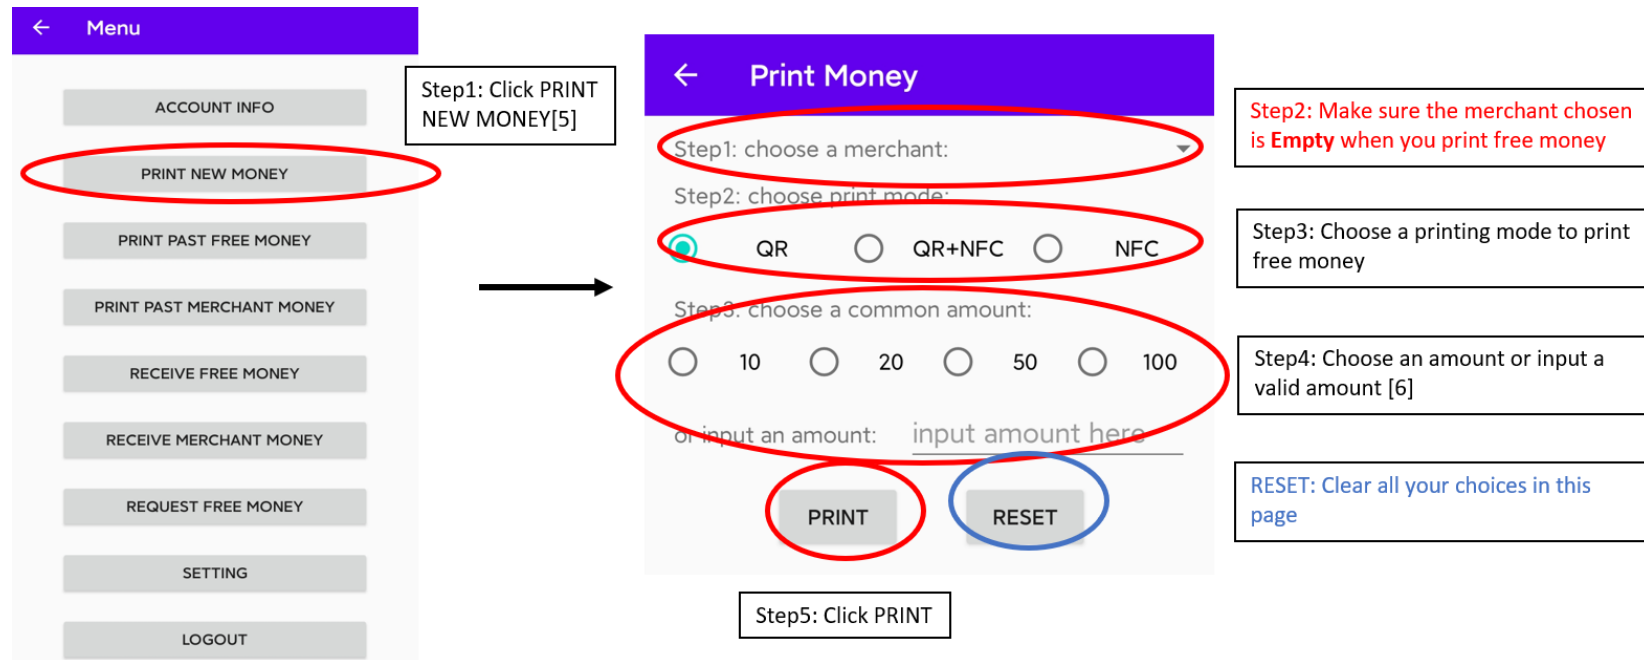 Menu
ACCOUNT INFO
PRINT NEW MONEY
PRINT PAST FREE MONEY
PRINT PAST MERCHANT MONEY
RECEIVE FREE MONEY
RECEIVE MERCHANT MONEY
REQUEST FREE MONEY
SETTING
LOGOUT
Step1: Click PRINT
NEW MONEY[5]
Print Money
Step1: choose a merchant:
Step2: choose print mode:
QR QR+NFC NFC
Step3: choose a common amount:
10 20 50 100
or input an amount: input amount here
PRINT RESET
Step5: Click PRINT
Step2: Make sure the merchant chosen
is Empty when you print free money
Step3: Choose a printing mode to print
free money
Step4: Choose an amount or input a
valid amount [6]
RESET: Clear all your choices in this
page